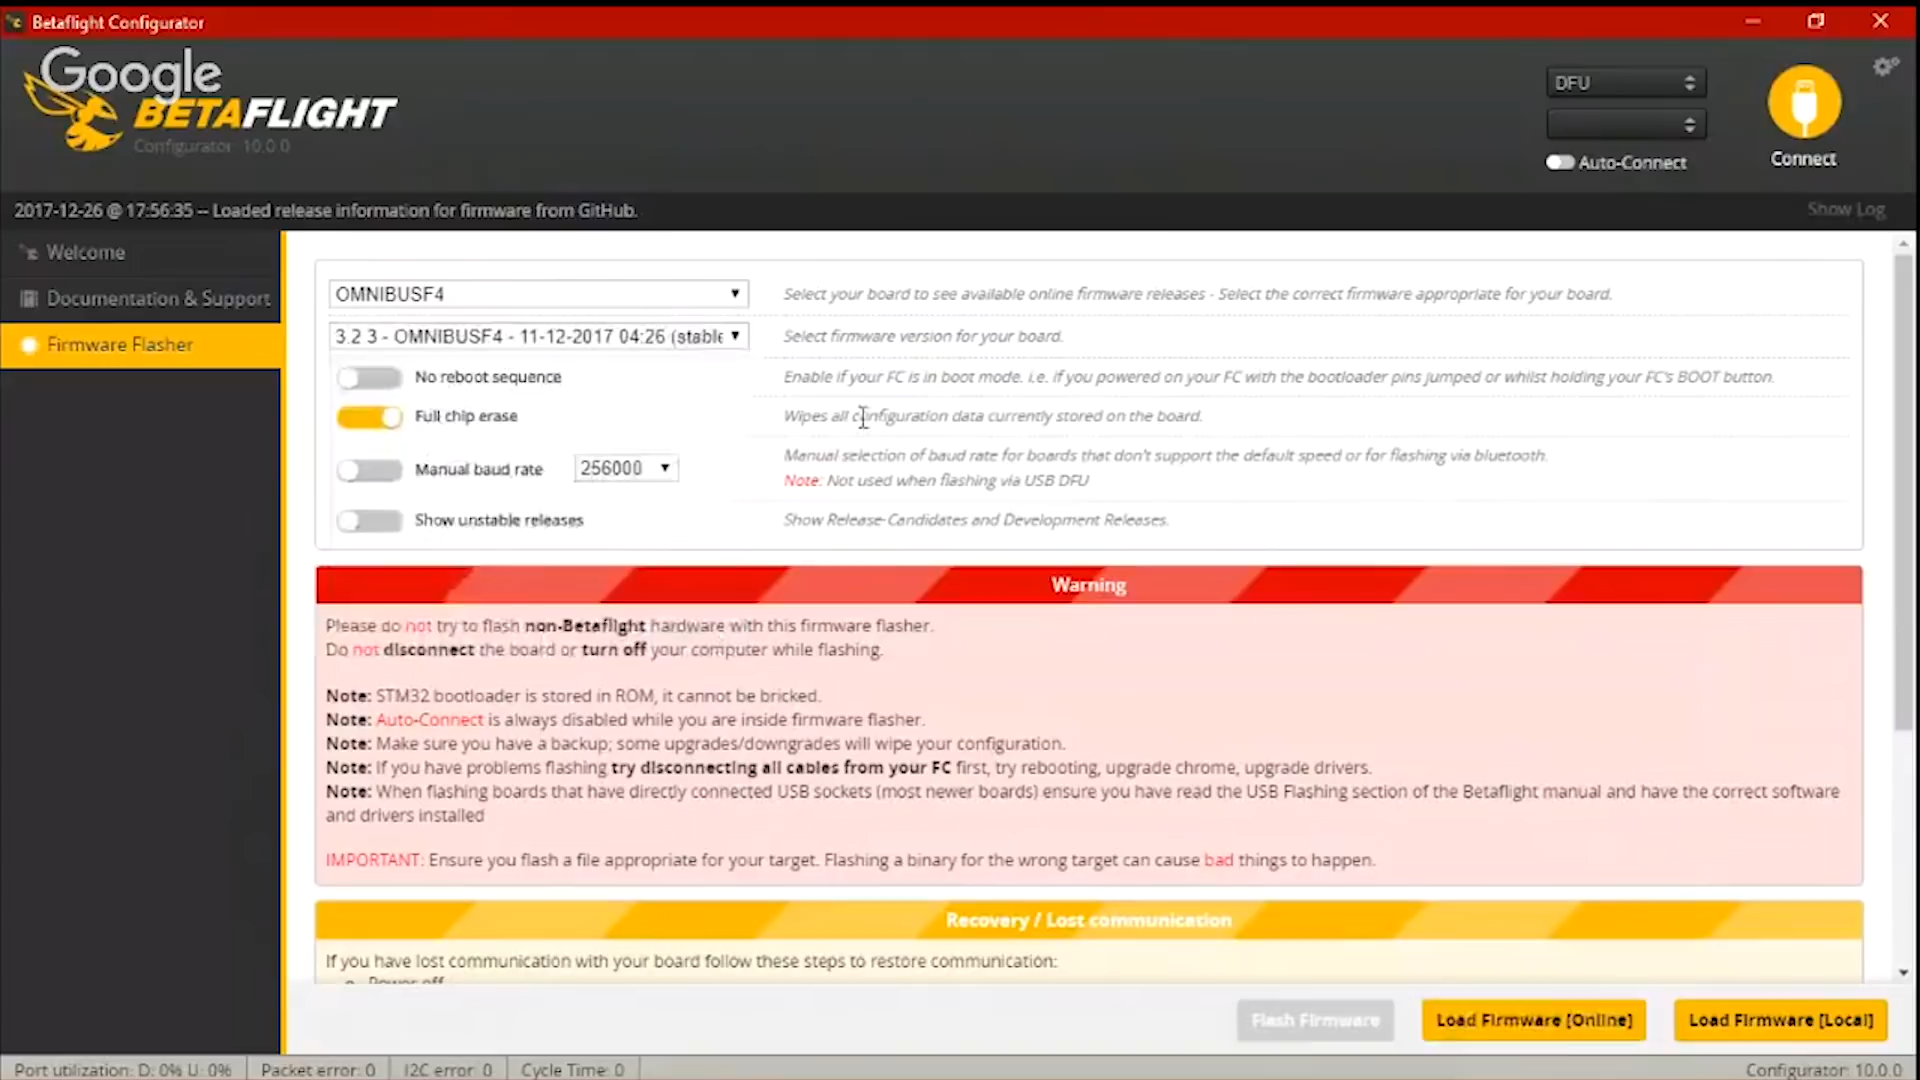 Betaflight Configurator
Google
BETAFLIGHT
Configurator 10.0.0
DFU
Auto-Connect
Connect
2017-12-26 @ 17:56:35 -- Loaded release information for firmware from GitHub.
Show Log
Welcome
Documentation & Support
Firmware Flasher
OMNIBUSF4
Select your board to see available online firmware releases - Select the correct firmware appropriate for your board.
3.2 3 - OMNIBUSF4 - 11-12-2017 04:26 (stable
Select firmware version for your board.
No reboot sequence
Enable if your FC is in boot mode. i.e. if you powered on your FC with the bootloader pins jumped or whilst holding your FC's BOOT button.
Full chip erase
Wipes all configuration data currently stored on the board.
Manual baud rate
256000
Manual selection of baud rate for boards that don't support the default speed or for flashing via bluetooth.
Note: Not used when flashing via USB DFU
Show unstable releases
Show Release-Candidates and Development Releases.
Warning
Please do not try to flash non-Betaflight hardware with this firmware flasher.
Do not disconnect the board or turn off your computer while flashing.
Note: STM32 bootloader is stored in ROM, it cannot be bricked.
Note: Auto-Connect is always disabled while you are inside firmware flasher.
Note: Make sure you have a backup; some upgrades/downgrades will wipe your configuration.
Note: If you have problems flashing try disconnecting all cables from your FC first, try rebooting, upgrade chrome, upgrade drivers.
Note: When flashing boards that have directly connected USB sockets (most newer boards) ensure you have read the USB Flashing section of the Betaflight manual and have the correct software
and drivers installed
IMPORTANT: Ensure you flash a file appropriate for your target. Flashing a binary for the wrong target can cause bad things to happen.
Recovery / Lost communication
If you have lost communication with your board follow these steps to restore communication:
Power off
Flash Firmware
Load Firmware [Online]
Load Firmware [Local]
Port utilization: D: 0% U: 0%
Packet error: 0
I2C error: 0
Cycle Time: 0
Configurator: 10.0.0